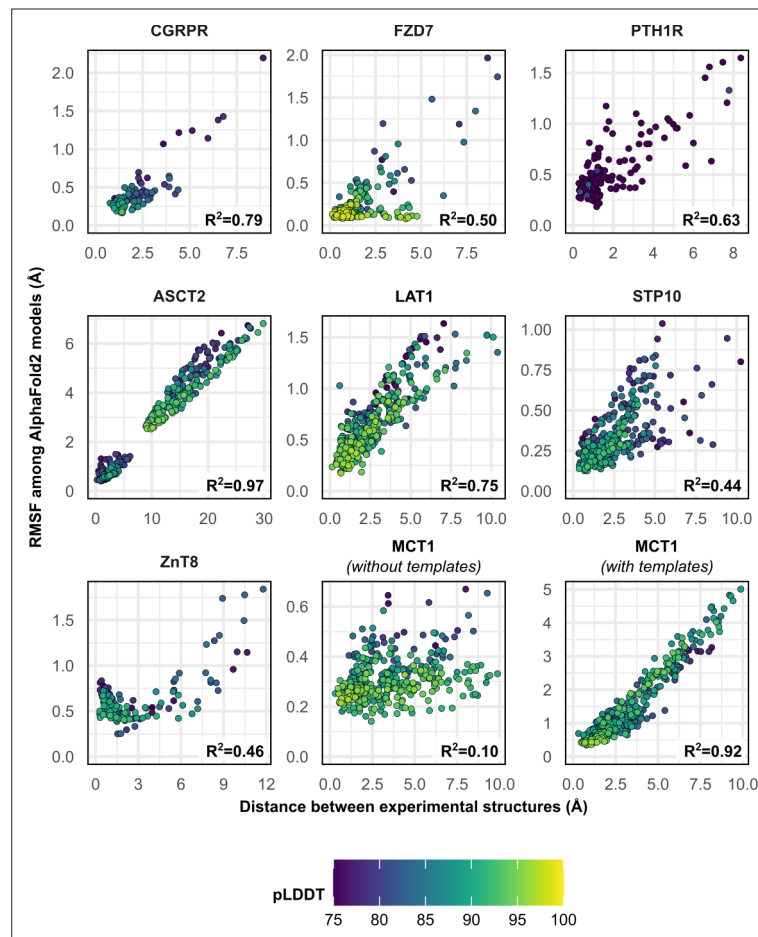 CGRPR FZD7 PTH1R
2.0 2.0
1.5 1.5 1.5
1.0 1.0 1.0
0.5 0.5 0.5
0.0 0.0 0.0
R²=0.79 R²=0.50 R²=0.63
0.0 2.5 5.0 7.5 0.0 2.5 5.0 7.5 0 2 4 6 8
RMSF among AlphaFold2 models (Å)
ASCT2 LAT1 STP10
6 1.5 1.00
4 1.0 0.75
2 0.5 0.50
0 0.0 0.25
0.00
R²=0.97 R²=0.75 R²=0.44
0 10 20 30 0.0 2.5 5.0 7.5 10.0 0.0 2.5 5.0 7.5 10.0
ZnT8 MCT1 MCT1
(without templates) (with templates)
1.5 0.6 5
1.0 0.4 4
0.5 0.2 3
0.0 0.0 2
1
0
R²=0.46 R²=0.10 R²=0.92
0 3 6 9 12 0.0 2.5 5.0 7.5 10.0 0.0 2.5 5.0 7.5 10.0
Distance between experimental structures (Å)
pLDDT
75 80 85 90 95 100